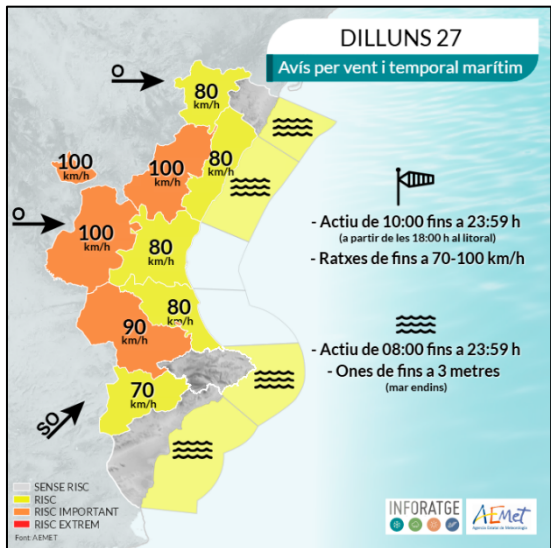 DILLUNS 27
Avís per vent i temporal marítim
O
80
km/h
100
km/h
100
km/h
80
km/h
O
100
km/h
80
km/h
80
km/h
90
km/h
70
km/h
SO
- Actiu de 10:00 fins a 23:59 h
(a partir de les 18:00 h al litoral)
- Ratxes de fins a 70-100 km/h
- Actiu de 08:00 fins a 23:59 h
- Ones de fins a 3 metres
(mar endins)
SENSE RISC
RISC
RISC IMPORTANT
RISC EXTREM
Font: AEMET
INFORATGE
AEMet
Agencia Estatal de Meteorología